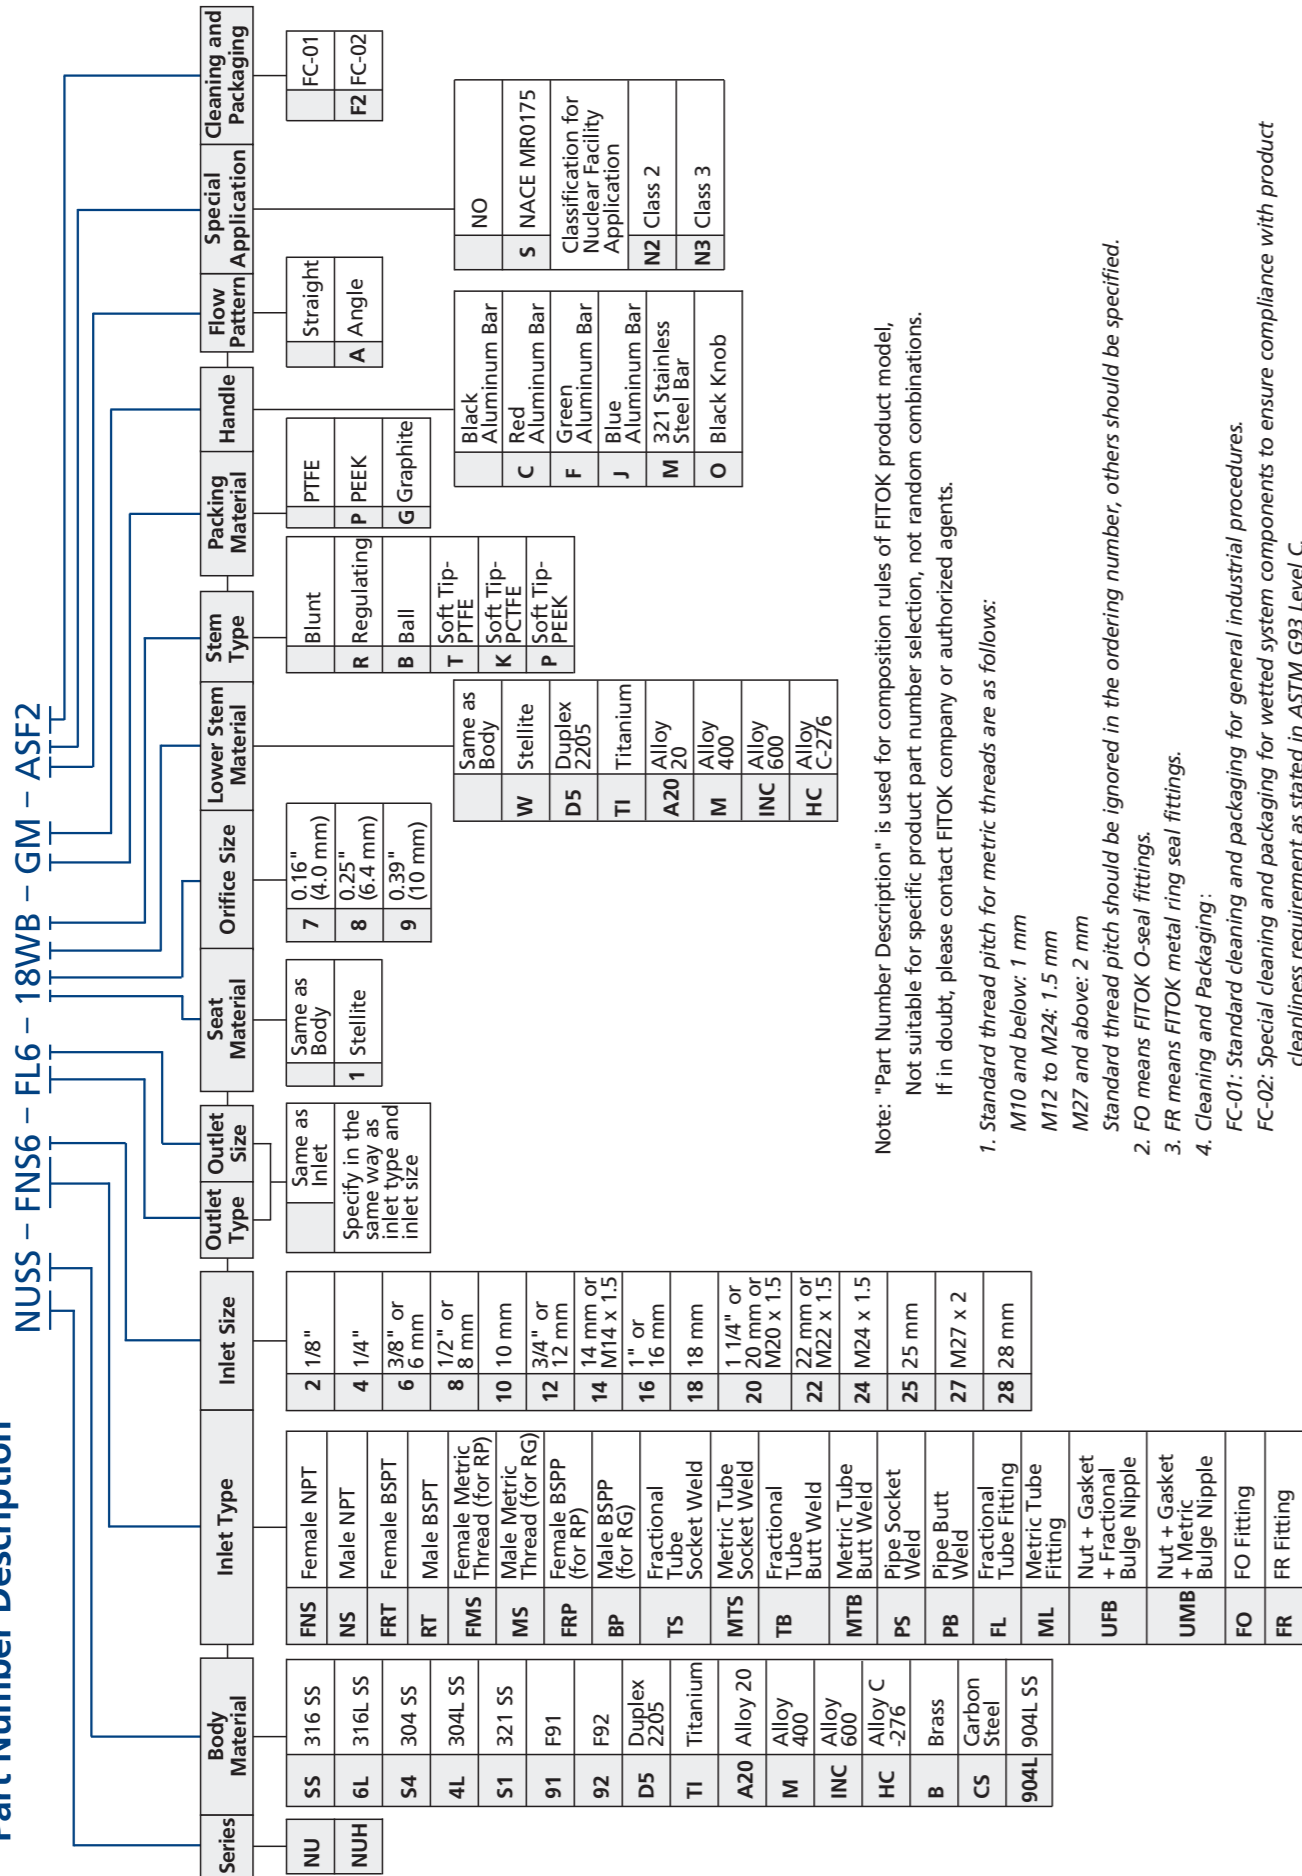 Part Number Description
NUSS – FNS6 – FL6 – 18WB – GM – ASF2
Series
NU
NUH
Body
Material
SS 316 SS
6L 316L SS
S4 304 SS
4L 304L SS
S1 321 SS
91 F91
92 F92
D5 Duplex
2205
TI Titanium
A20 Alloy 20
M Alloy
400
INC Alloy
600
HC Alloy C
-276
B Brass
CS Carbon
Steel
904L 904L SS
Inlet Type
FNS Female NPT
NS Male NPT
FRT Female BSPT
RT Male BSPT
FMS Female Metric
Thread (for RP)
MS Male Metric
Thread (for RG)
FRP Female BSPP
(for RP)
BP Male BSPP
(for RG)
TS Fractional
Tube
Socket Weld
MTS Metric Tube
Socket Weld
TB Fractional
Tube
Butt Weld
MTB Metric Tube
Butt Weld
PS Pipe Socket
Weld
PB Pipe Butt
Weld
FL Fractional
Tube Fitting
ML Metric Tube
Fitting
UFB Nut + Gasket
+ Fractional
Bulge Nipple
UMB Nut + Gasket
+ Metric
Bulge Nipple
FO FO Fitting
FR FR Fitting
Inlet Size
2 1/8"
4 1/4"
6 3/8" or
6 mm
8 1/2" or
8 mm
10 10 mm
12 3/4" or
12 mm
14 14 mm or
M14 x 1.5
16 1" or
16 mm
18 18 mm
20 1 1/4" or
20 mm or
M20 x 1.5
22 22 mm or
M22 x 1.5
24 M24 x 1.5
25 25 mm
27 M27 x 2
28 28 mm
Outlet
Type
Outlet
Size
Same as
Inlet
Specify in the
same way as
inlet type and
inlet size
Seat
Material
Same as
Body
1 Stellite
Orifice Size
7 0.16"
(4.0 mm)
8 0.25"
(6.4 mm)
9 0.39"
(10 mm)
Lower Stem
Material
Same as
Body
W Stellite
D5 Duplex
2205
TI Titanium
A20 Alloy
20
M Alloy
400
INC Alloy
600
HC Alloy
C-276
Stem
Type
Blunt
R Regulating
B Ball
T Soft Tip-
PTFE
K Soft Tip-
PCTFE
P Soft Tip-
PEEK
Packing
Material
PTFE
P PEEK
G Graphite
Handle
Black
Aluminum Bar
C Red
Aluminum Bar
F Green
Aluminum Bar
J Blue
Aluminum Bar
M 321 Stainless
Steel Bar
O Black Knob
Flow
Pattern
Straight
A Angle
Special
Application
NO
S NACE MR0175
Classification for
Nuclear Facility
Application
N2 Class 2
N3 Class 3
Cleaning and
Packaging
FC-01
F2 FC-02
Note: "Part Number Description" is used for composition rules of FITOK product model,
Not suitable for specific product part number selection, not random combinations.
If in doubt, please contact FITOK company or authorized agents.
1. Standard thread pitch for metric threads are as follows:
M10 and below: 1 mm
M12 to M24: 1.5 mm
M27 and above: 2 mm
Standard thread pitch should be ignored in the ordering number, others should be specified.
2. FO means FITOK O-seal fittings.
3. FR means FITOK metal ring seal fittings.
4. Cleaning and Packaging:
FC-01: Standard cleaning and packaging for general industrial procedures.
FC-02: Special cleaning and packaging for wetted system components to ensure compliance with product
cleanliness requirement as stated in ASTM G93 Level C.